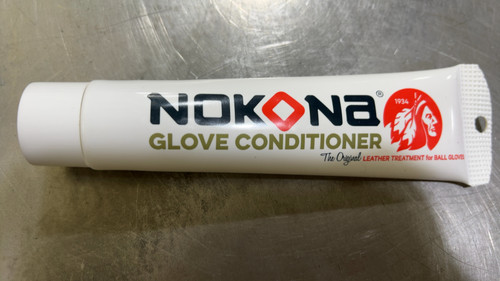 NOKONA®
1934
GLOVE CONDITIONER
"The Original LEATHER TREATMENT for BALL GLOVES